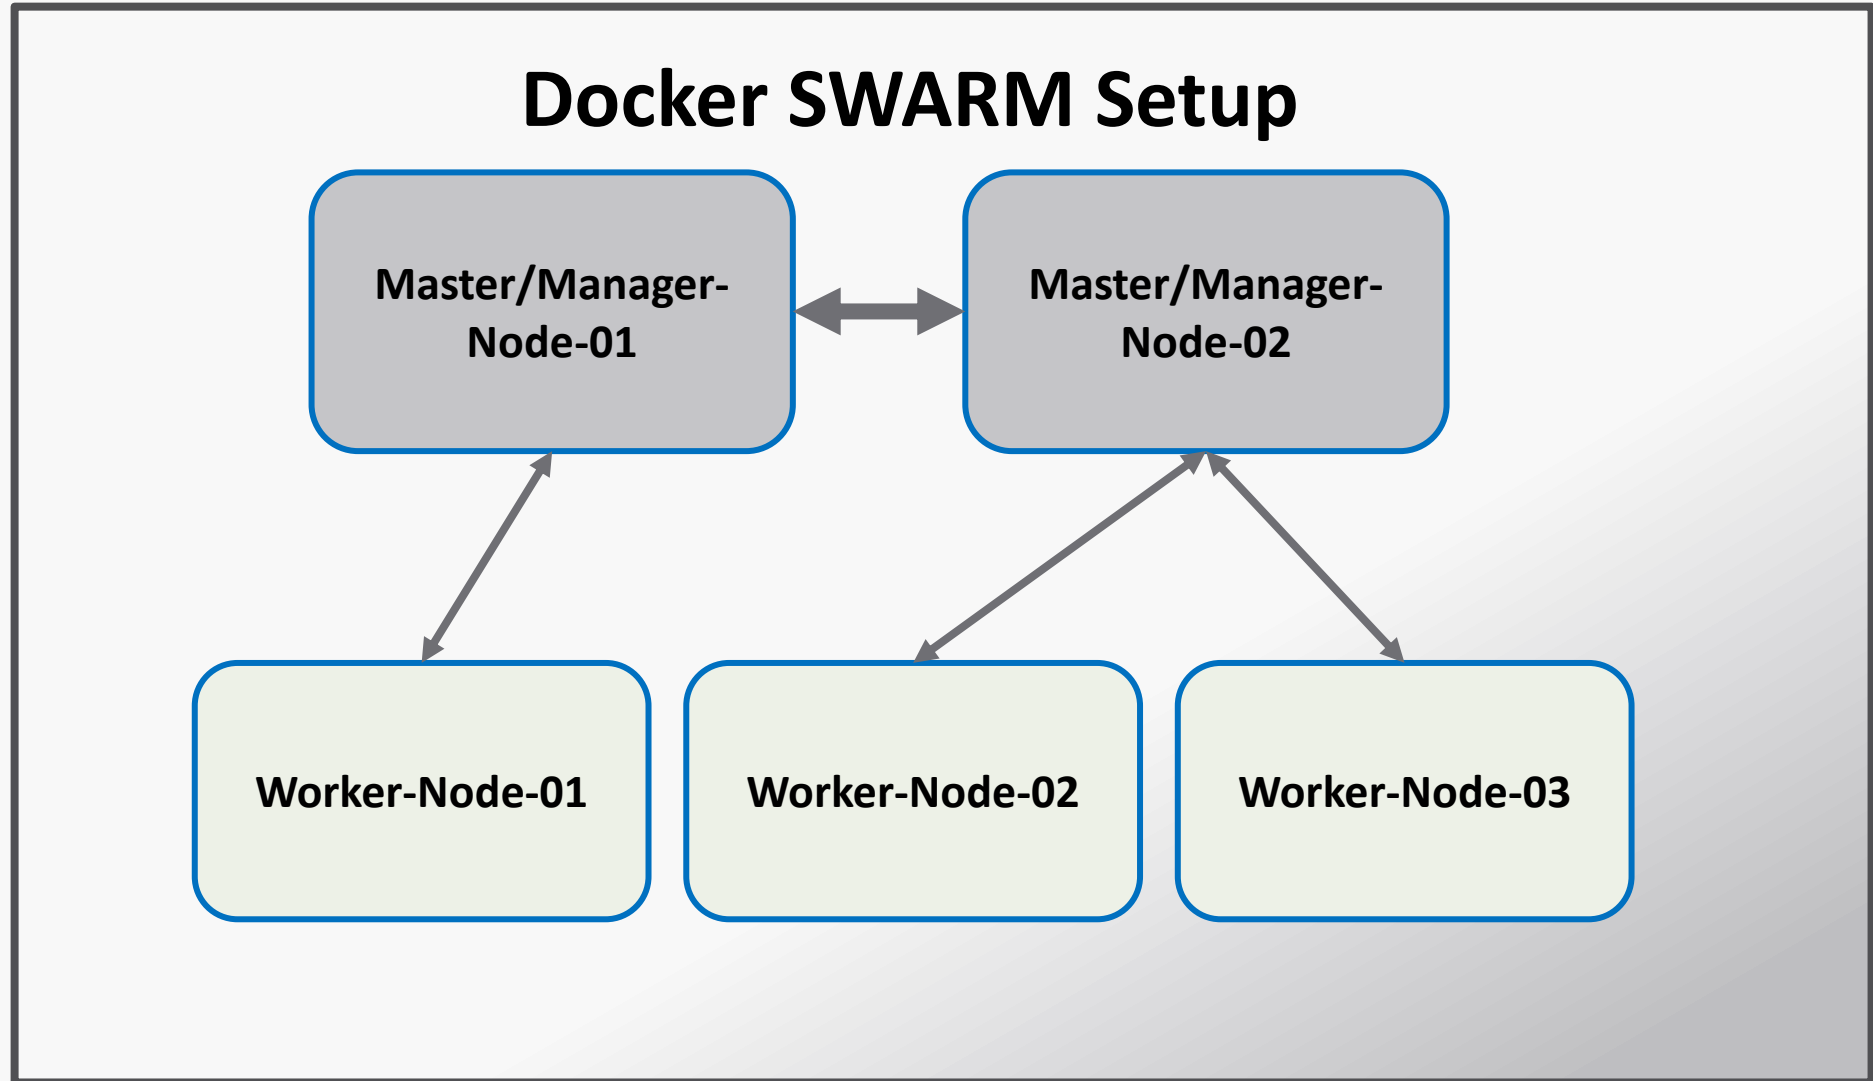 Docker SWARM Setup
Master/Manager-
Node-01
Master/Manager-
Node-02
Worker-Node-01
Worker-Node-02
Worker-Node-03